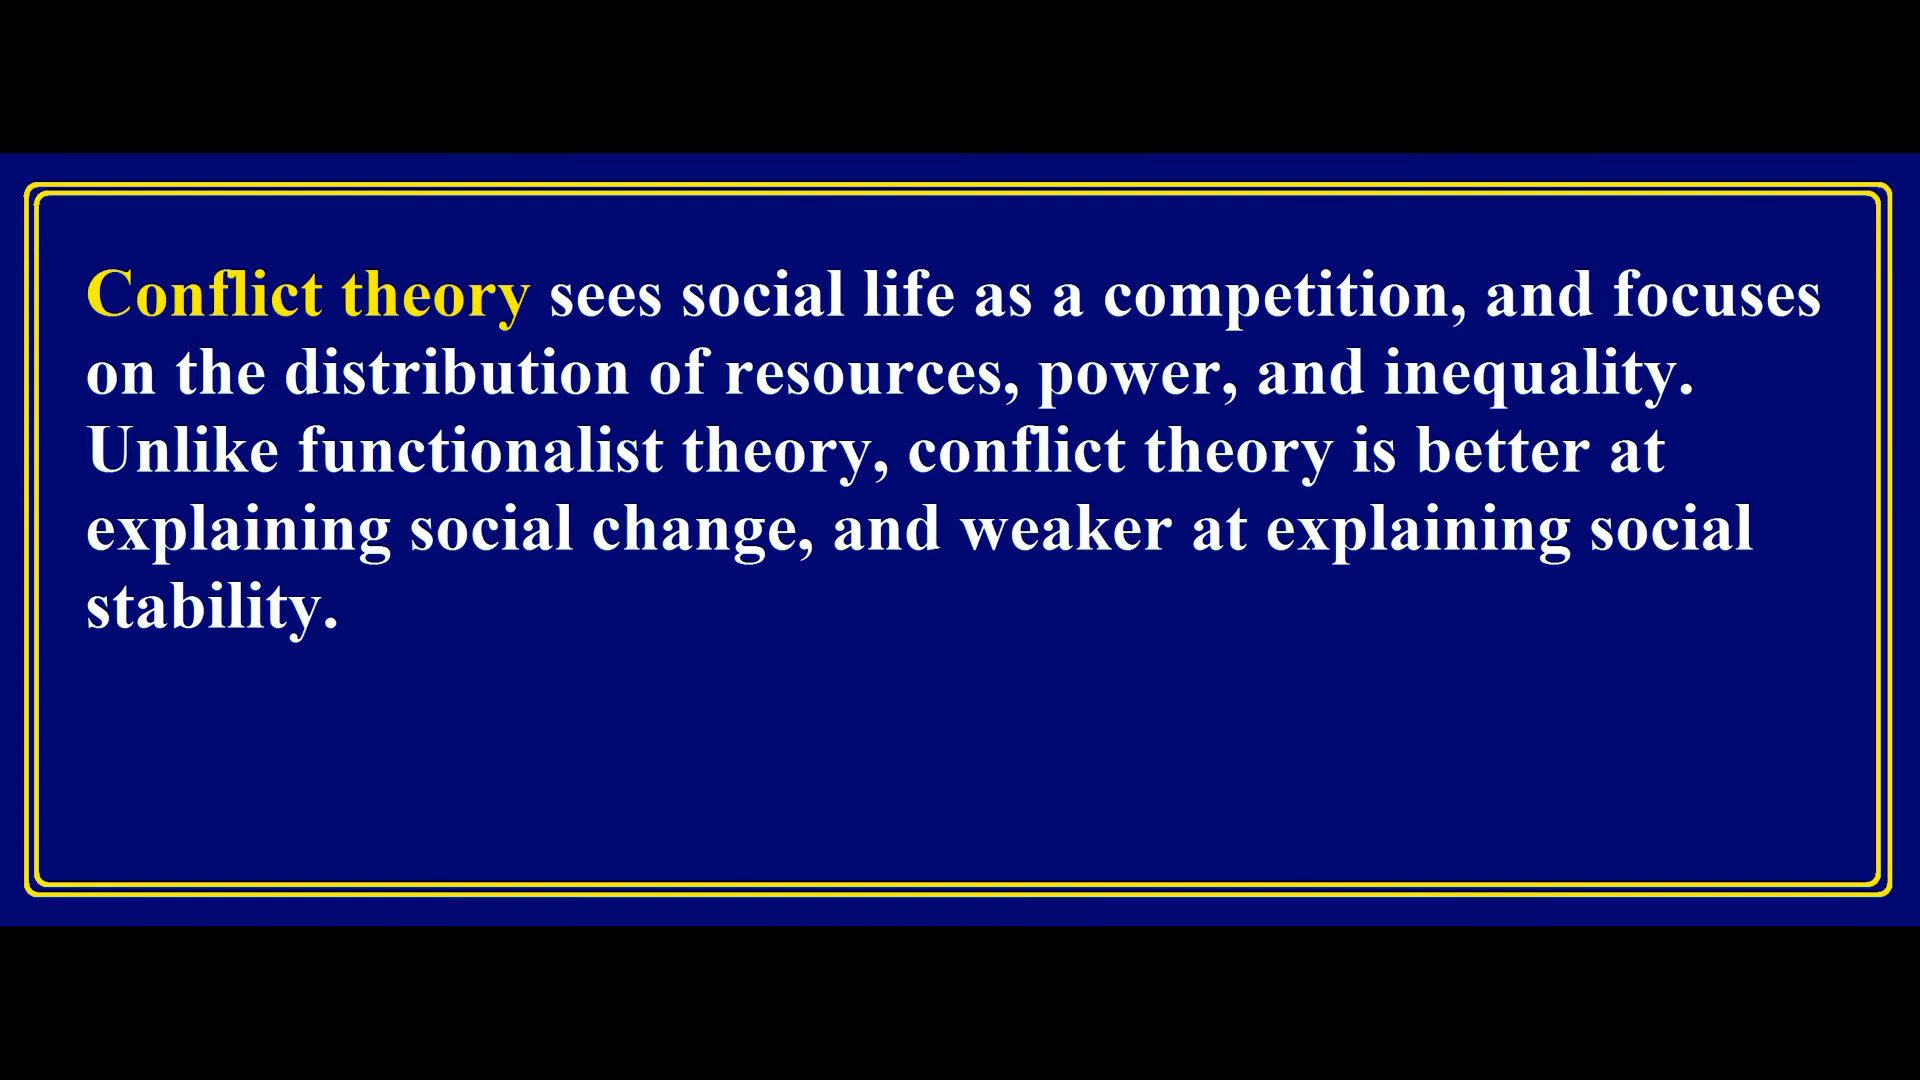 Conflict theory sees social life as a competition, and focuses
on the distribution of resources, power, and inequality.
Unlike functionalist theory, conflict theory is better at
explaining social change, and weaker at explaining social
stability.